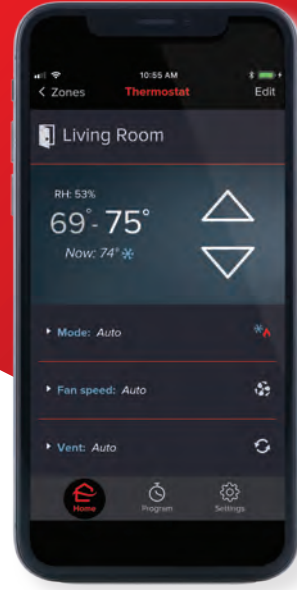 10:55 AM
Zones Thermostat Edit
Living Room
RH: 53%
69°- 75°
Now: 74°
Mode: Auto
Fan speed: Auto
Vent: Auto
Home Program Settings